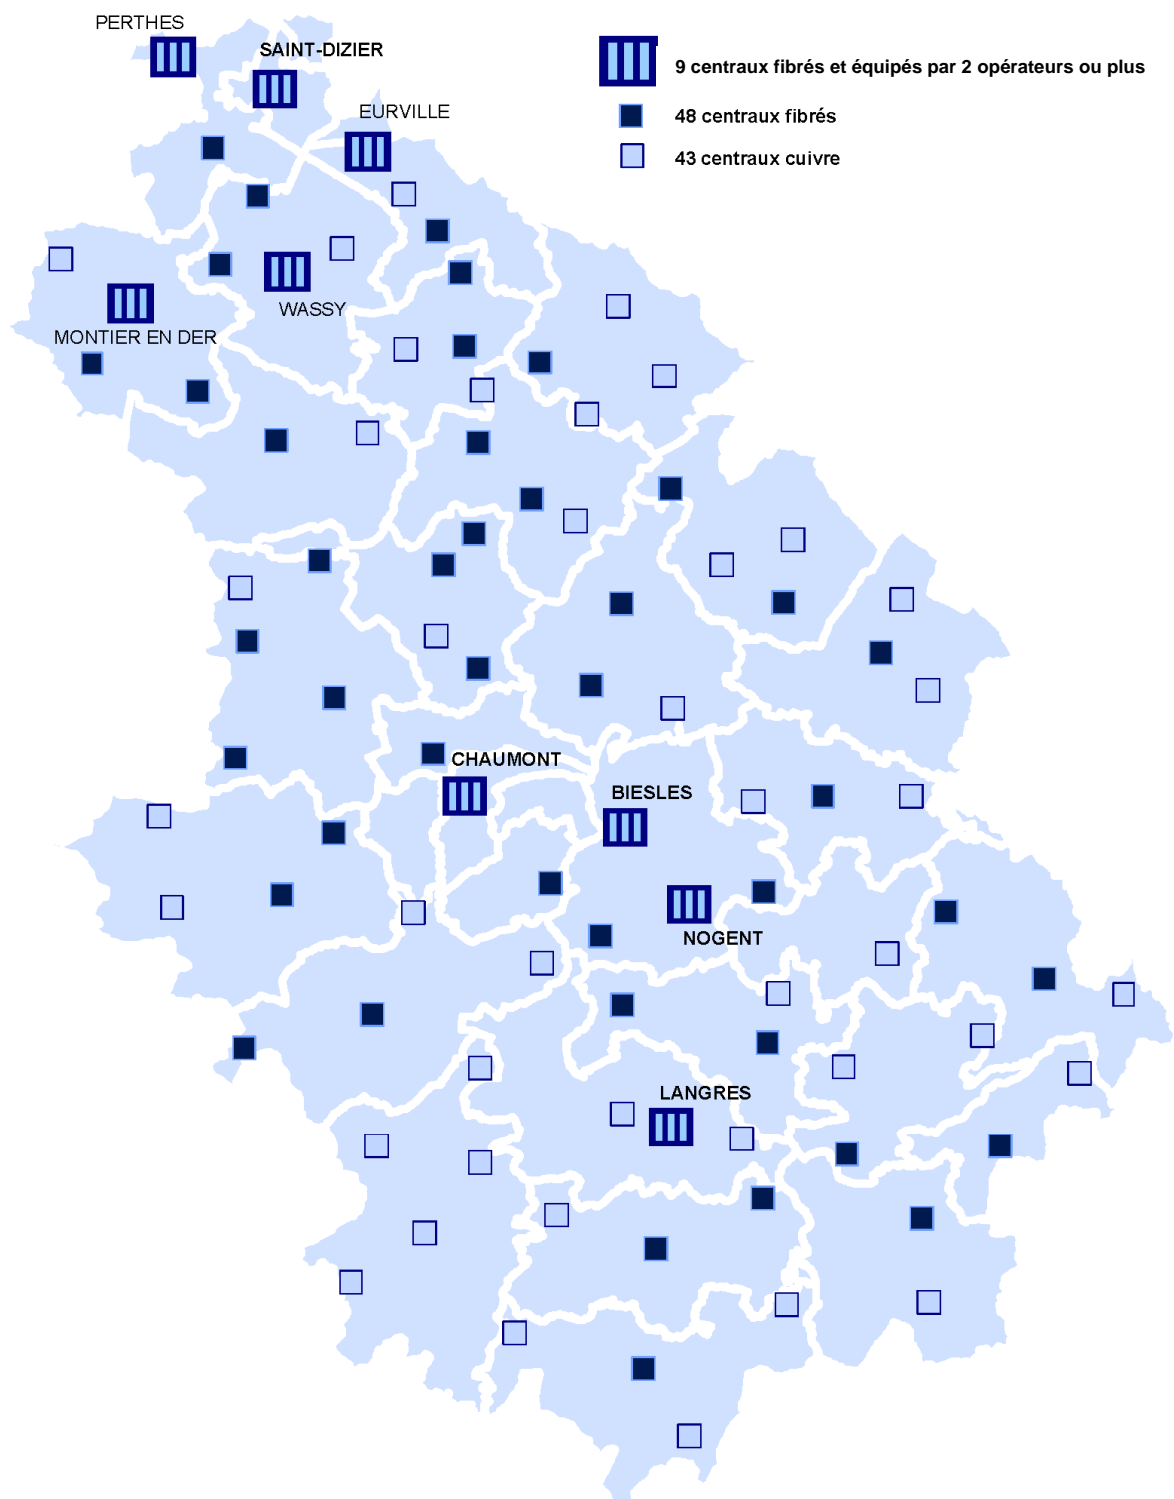 PERTHES
SAINT-DIZIER
EURVILLE
9 centraux fibrés et équipés par 2 opérateurs ou plus
48 centraux fibrés
43 centraux cuivre
WASSY
MONTIER EN DER
CHAUMONT
BIESLES
NOGENT
LANGRES